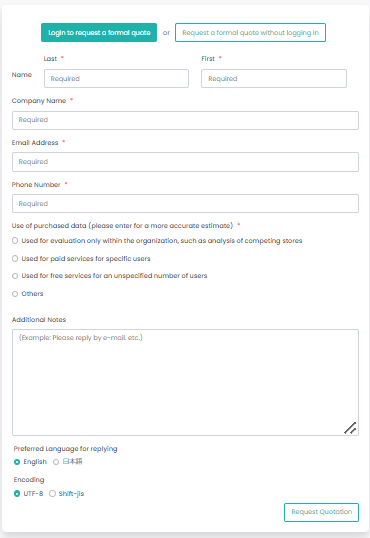 Login to request a formal quote or Request a formal quote without logging in
Last * First *
Name Required Required
Company Name *
Required
Email Address *
Required
Phone Number *
Required
Use of purchased data (please enter for a more accurate estimate) *
Used for evaluation only within the organization, such as analysis of competing stores
Used for paid services for specific users
Used for free services for an unspecified number of users
Others
Additional Notes
(Example: Please reply by e-mail. etc.)
Preferred Language for replying
English 日本語
Encoding
UTF-8 Shift-jis
Request Quotation